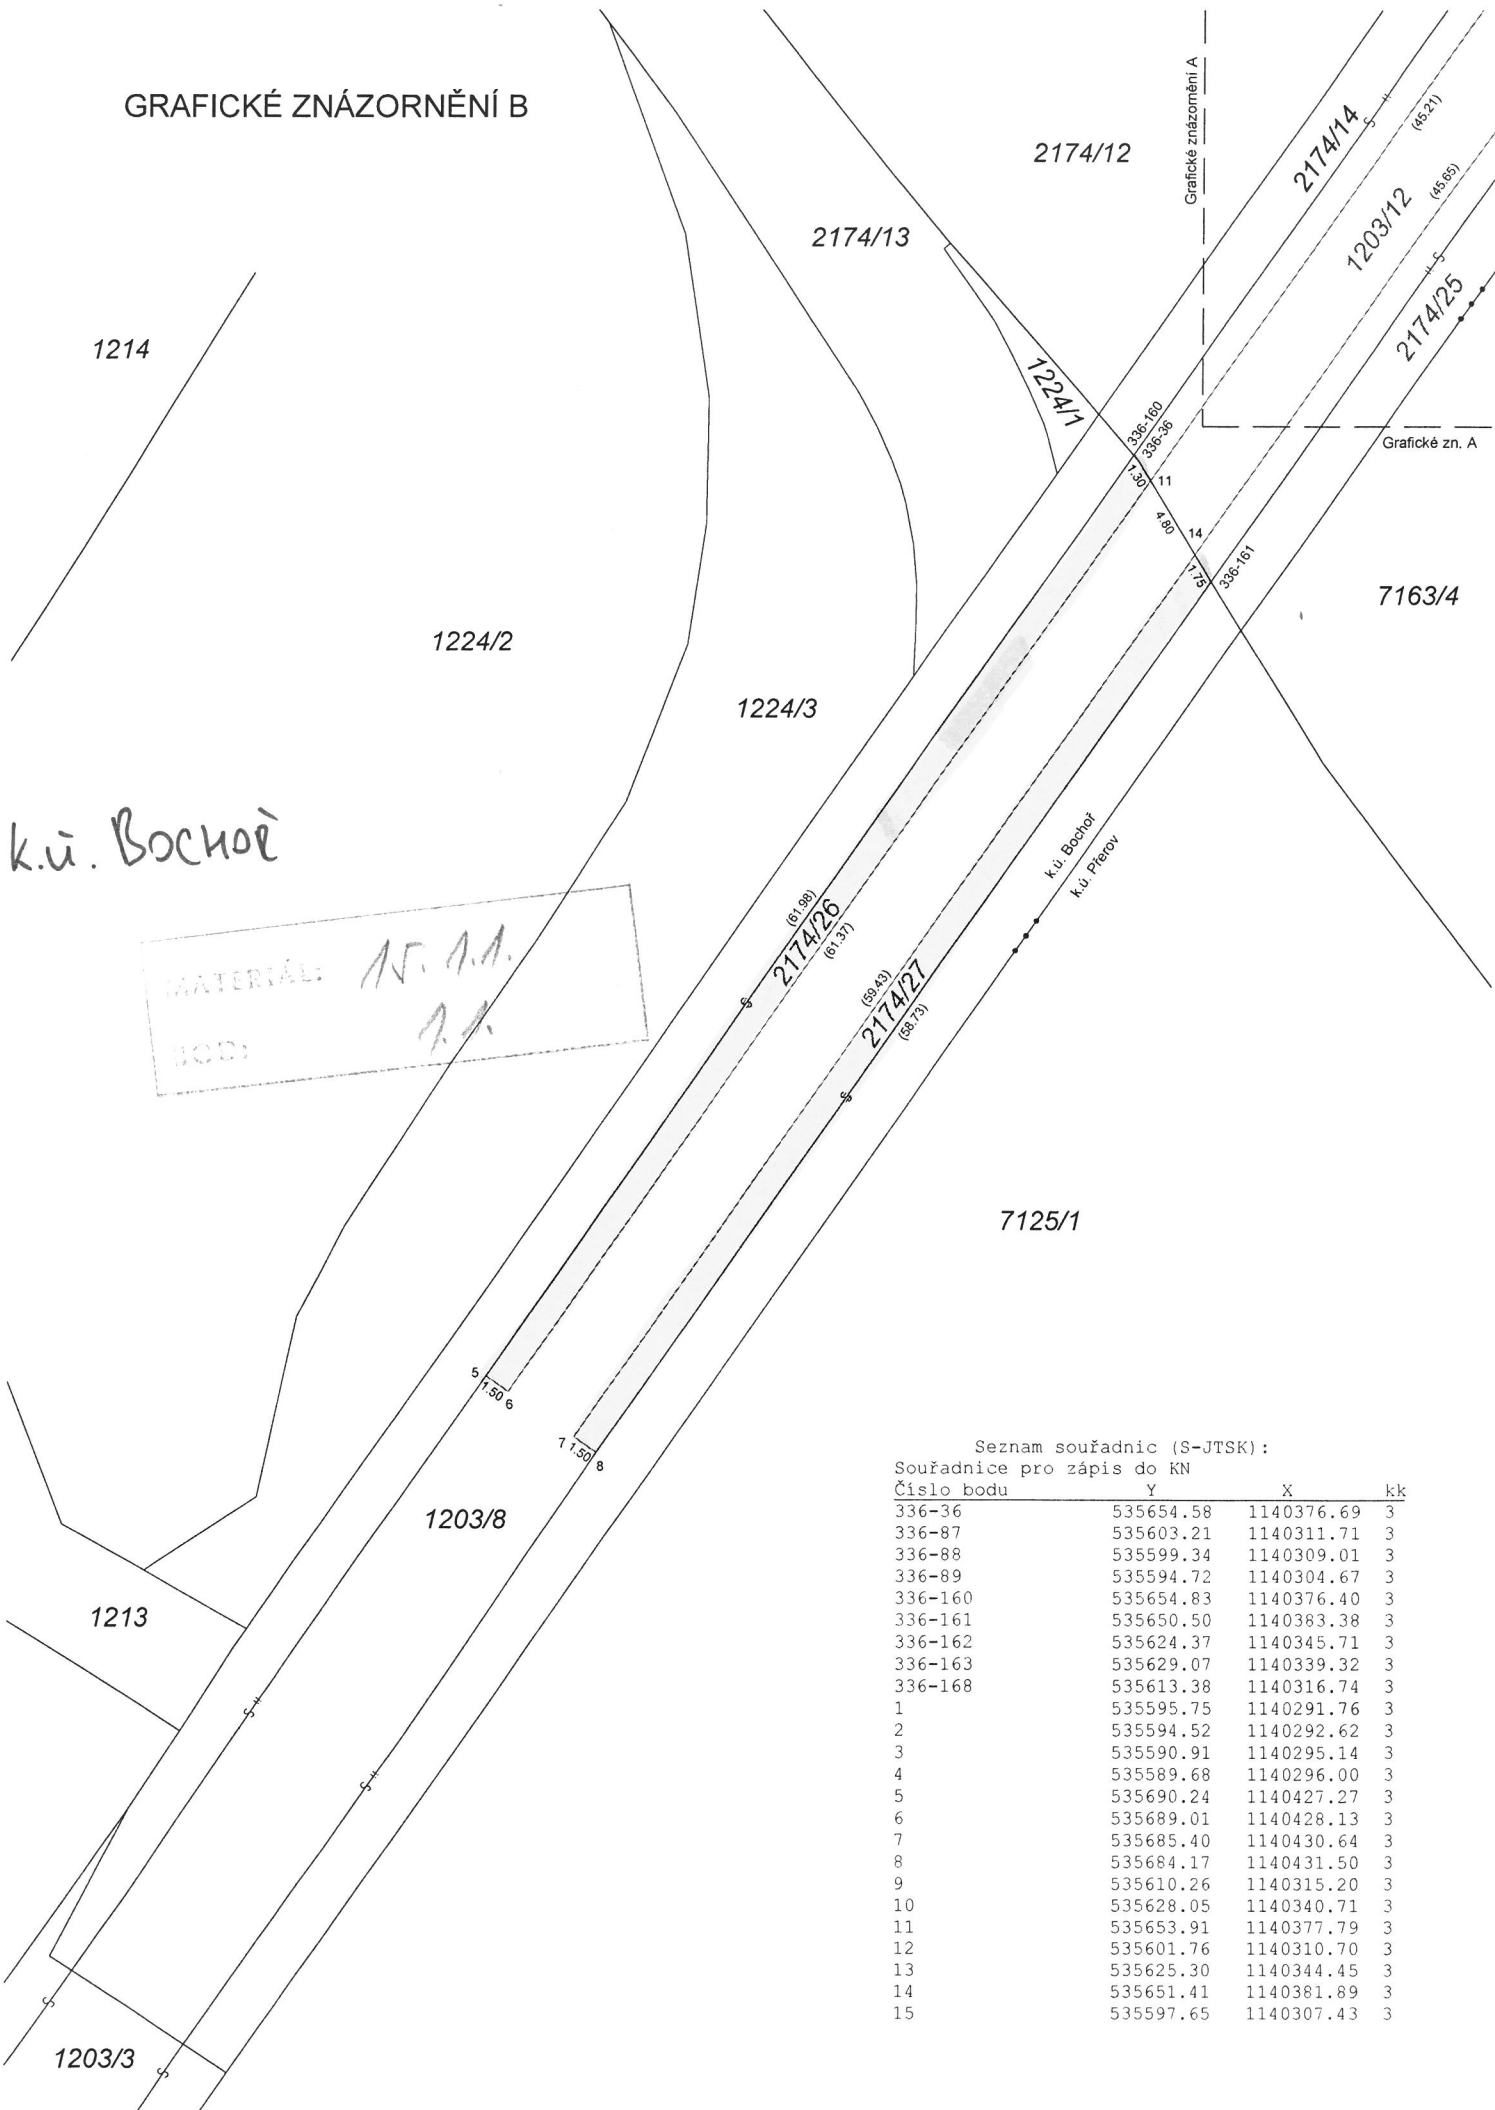 GRAFICKÉ ZNÁZORNĚNÍ B
Grafické znázornění A
2174/12
2174/14
(45.21)
(45.65)
1203/12
2174/13
2174/25
1214
1224/1
336-160
336-36
Grafické zn. A
1.30
11
4.80
14
1.75
336-161
7163/4
1224/2
1224/3
k.ú. Bochoř
k.ú. Bochoř
k.ú. Přerov
MATERIÁL: 15. 1.1.
BOD: 7.1.
(61.98)
2174/26
(61.37)
(59.43)
2174/27
(58.73)
7125/1
5
1.50
6
7
1.50
8
1203/8
1213
1203/3
Seznam souřadnic (S-JTSK):
Souřadnice pro zápis do KN
Číslo bodu Y X kk
336-36 535654.58 1140376.69 3
336-87 535603.21 1140311.71 3
336-88 535599.34 1140309.01 3
336-89 535594.72 1140304.67 3
336-160 535654.83 1140376.40 3
336-161 535650.50 1140383.38 3
336-162 535624.37 1140345.71 3
336-163 535629.07 1140339.32 3
336-168 535613.38 1140316.74 3
1 535595.75 1140291.76 3
2 535594.52 1140292.62 3
3 535590.91 1140295.14 3
4 535589.68 1140296.00 3
5 535690.24 1140427.27 3
6 535689.01 1140428.13 3
7 535685.40 1140430.64 3
8 535684.17 1140431.50 3
9 535610.26 1140315.20 3
10 535628.05 1140340.71 3
11 535653.91 1140377.79 3
12 535601.76 1140310.70 3
13 535625.30 1140344.45 3
14 535651.41 1140381.89 3
15 535597.65 1140307.43 3